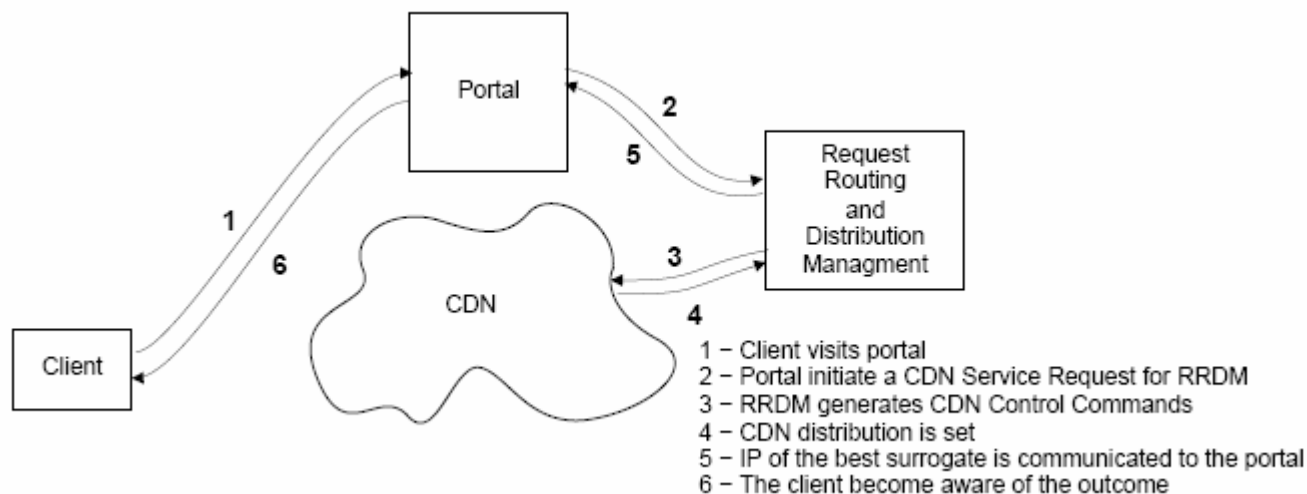 Portal
2
5
Request
Routing
and
Distribution
Managment
1
6
3
CDN
4
Client
1 – Client visits portal
2 – Portal initiate a CDN Service Request for RRDM
3 – RRDM generates CDN Control Commands
4 – CDN distribution is set
5 – IP of the best surrogate is communicated to the portal
6 – The client become aware of the outcome